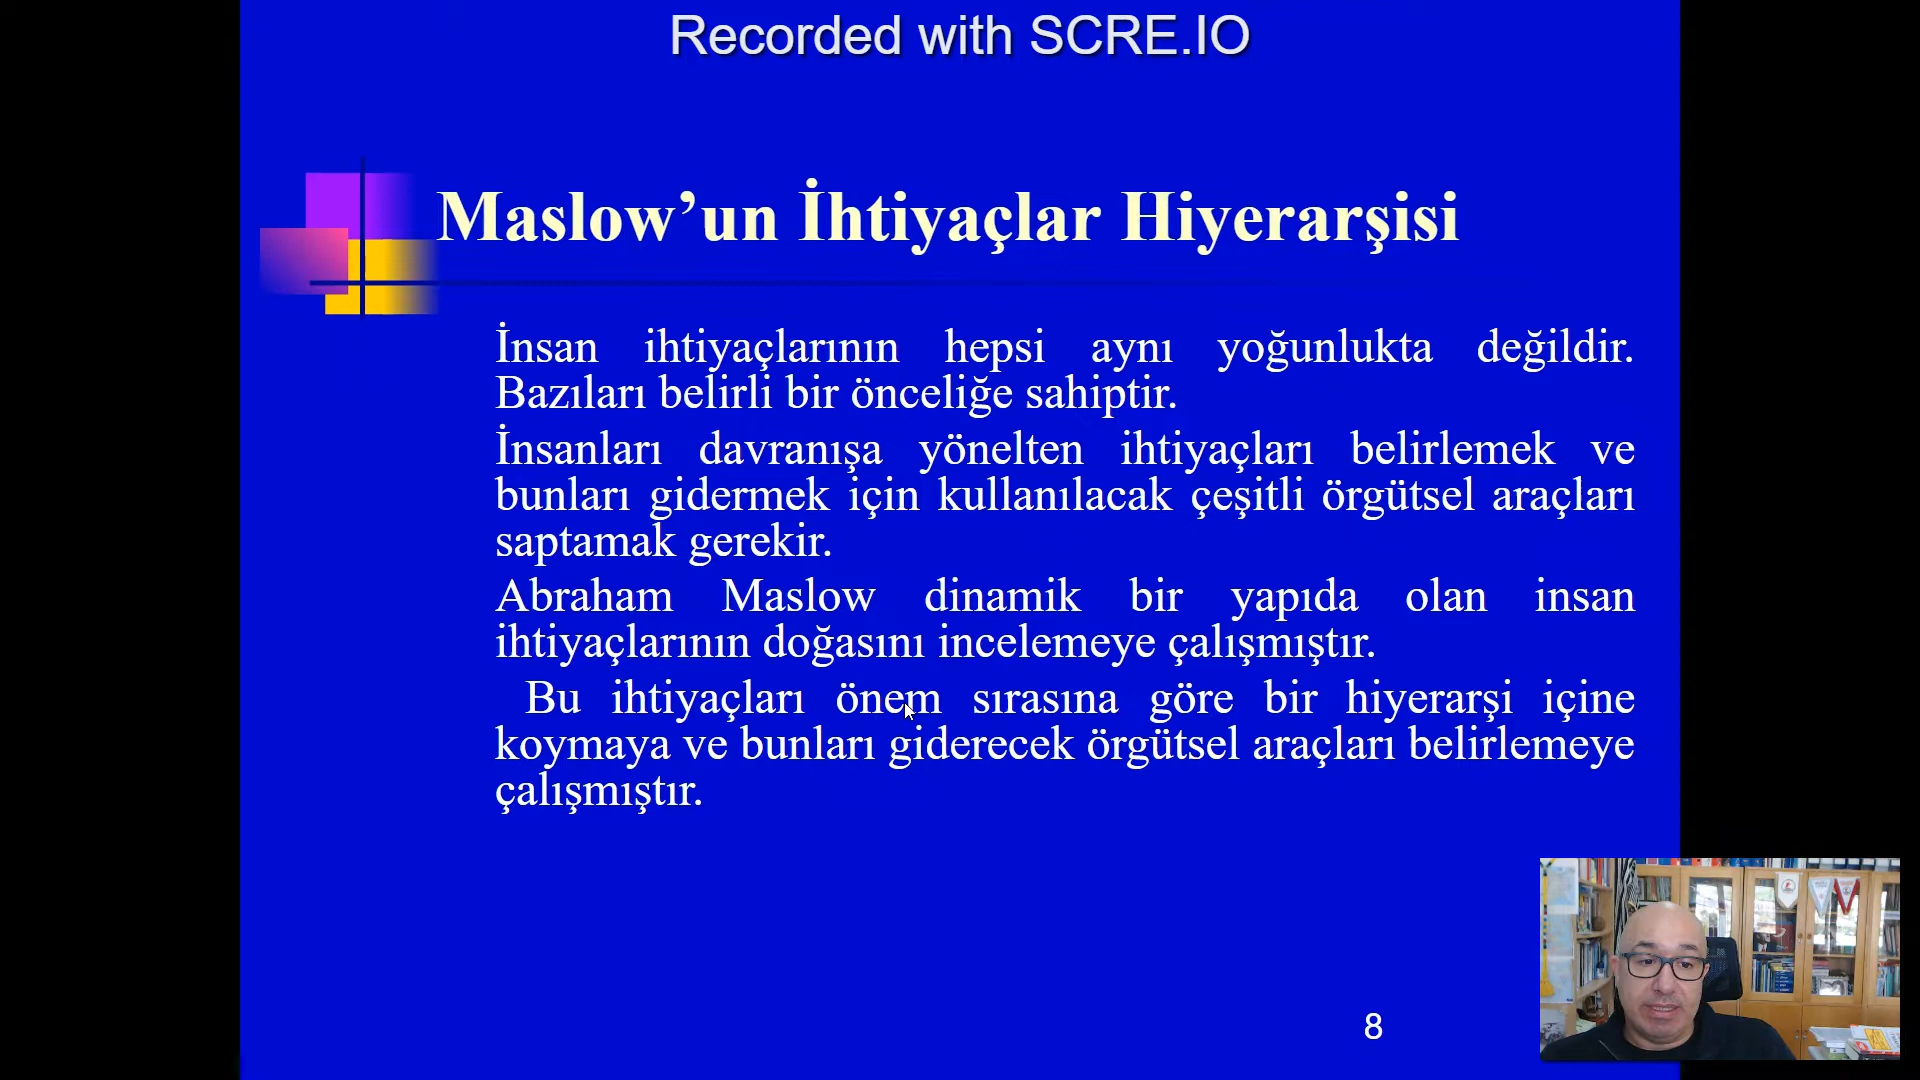 Recorded with SCRE.IO
Maslow’un İhtiyaçlar Hiyerarşisi
İnsan ihtiyaçlarının hepsi aynı yoğunlukta değildir.
Bazıları belirli bir önceliğe sahiptir.
İnsanları davranışa yönelten ihtiyaçları belirlemek ve
bunları gidermek için kullanılacak çeşitli örgütsel araçları
saptamak gerekir.
Abraham Maslow dinamik bir yapıda olan insan
ihtiyaçlarının doğasını incelemeye çalışmıştır.
Bu ihtiyaçları önem sırasına göre bir hiyerarşi içine
koymaya ve bunları giderecek örgütsel araçları belirlemeye
çalışmıştır.
8